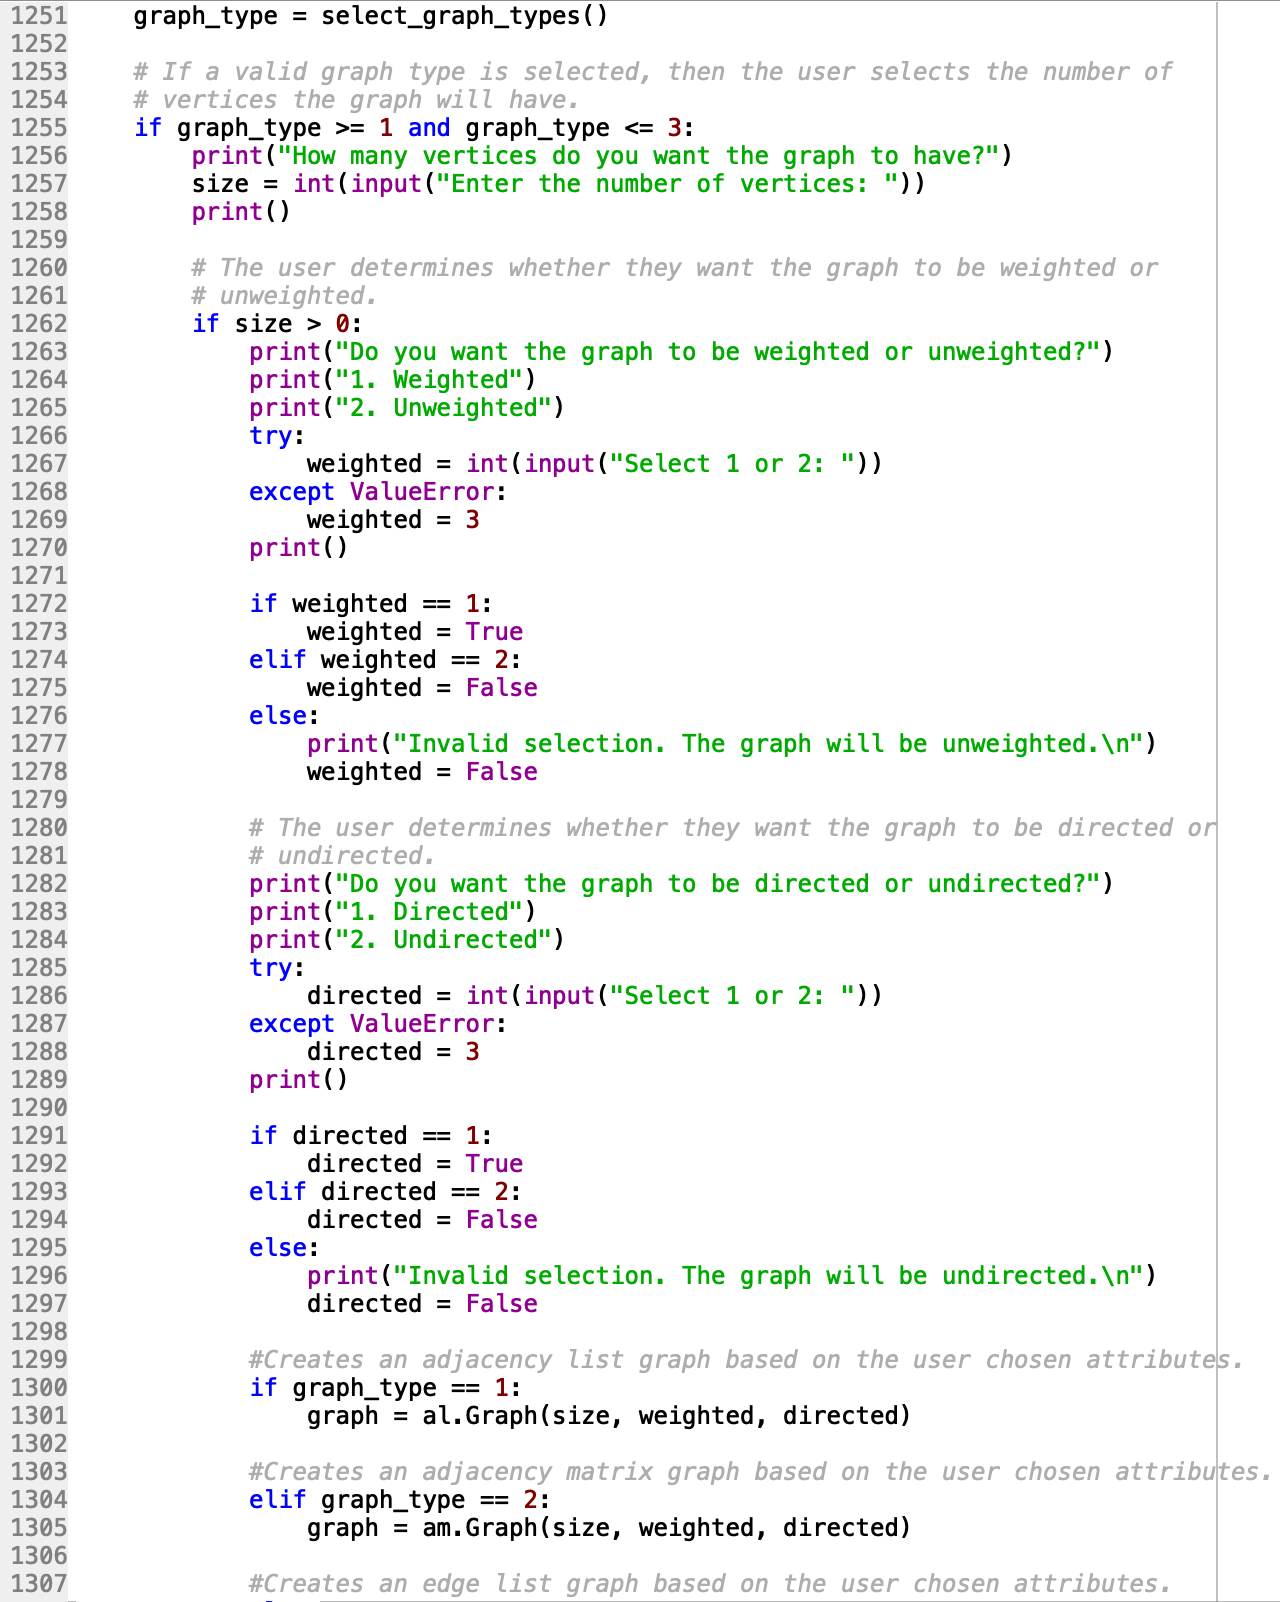 1251 graph_type = select_graph_types()
1252
1253 # If a valid graph type is selected, then the user selects the number of
1254 # vertices the graph will have.
1255 if graph_type >= 1 and graph_type <= 3:
1256 print("How many vertices do you want the graph to have?")
1257 size = int(input("Enter the number of vertices: "))
1258 print()
1259
1260 # The user determines whether they want the graph to be weighted or
1261 # unweighted.
1262 if size > 0:
1263 print("Do you want the graph to be weighted or unweighted?")
1264 print("1. Weighted")
1265 print("2. Unweighted")
1266 try:
1267 weighted = int(input("Select 1 or 2: "))
1268 except ValueError:
1269 weighted = 3
1270 print()
1271
1272 if weighted == 1:
1273 weighted = True
1274 elif weighted == 2:
1275 weighted = False
1276 else:
1277 print("Invalid selection. The graph will be unweighted.\n")
1278 weighted = False
1279
1280 # The user determines whether they want the graph to be directed or
1281 # undirected.
1282 print("Do you want the graph to be directed or undirected?")
1283 print("1. Directed")
1284 print("2. Undirected")
1285 try:
1286 directed = int(input("Select 1 or 2: "))
1287 except ValueError:
1288 directed = 3
1289 print()
1290
1291 if directed == 1:
1292 directed = True
1293 elif directed == 2:
1294 directed = False
1295 else:
1296 print("Invalid selection. The graph will be undirected.\n")
1297 directed = False
1298
1299 #Creates an adjacency list graph based on the user chosen attributes.
1300 if graph_type == 1:
1301 graph = al.Graph(size, weighted, directed)
1302
1303 #Creates an adjacency matrix graph based on the user chosen attributes.
1304 elif graph_type == 2:
1305 graph = am.Graph(size, weighted, directed)
1306
1307 #Creates an edge list graph based on the user chosen attributes.